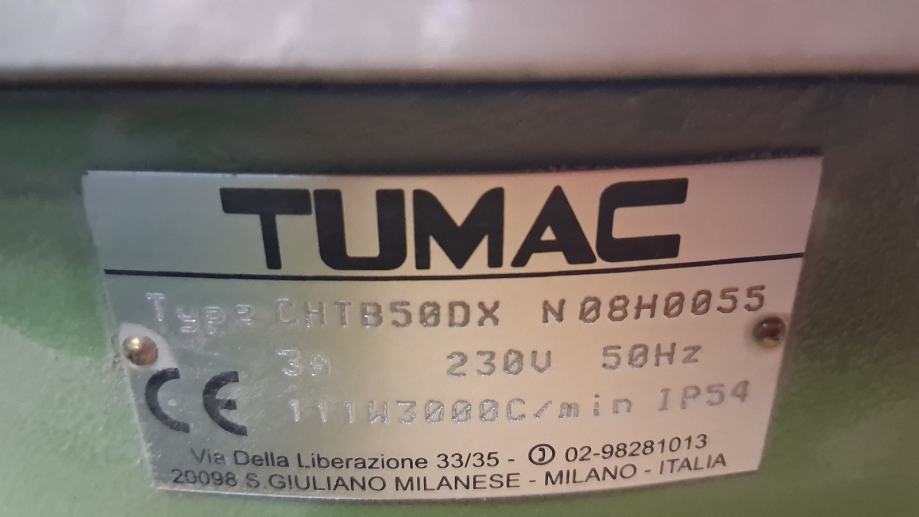 TUMAC
Type CHTB50DX N 08H0055
230V 50Hz
111W3000C/min IP54
CE
Via Della Liberazione 33/35 - 02-98281013
20098 S.GIULIANO MILANESE - MILANO - ITALIA